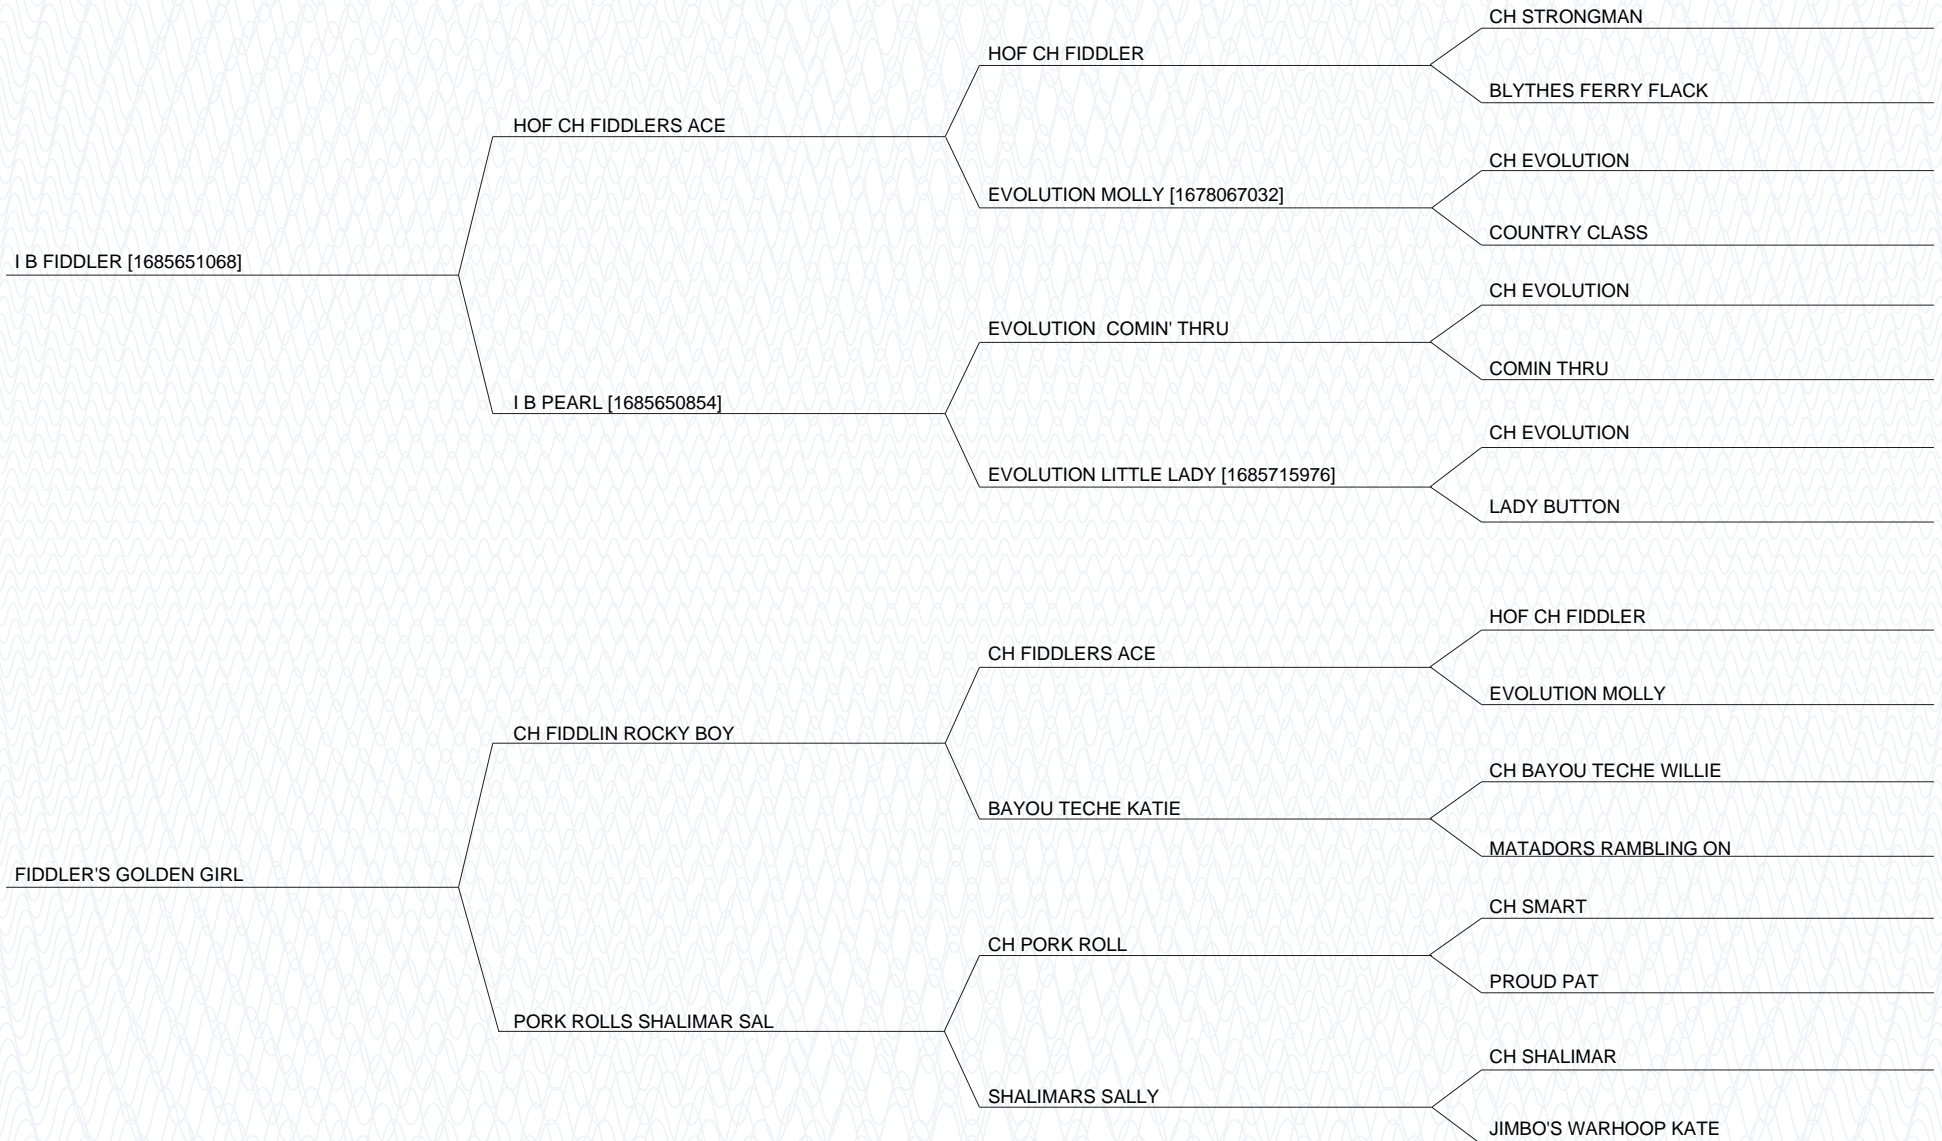 CH STRONGMAN
HOF CH FIDDLER
BLYTHES FERRY FLACK
HOF CH FIDDLERS ACE
CH EVOLUTION
EVOLUTION MOLLY [1678067032]
COUNTRY CLASS
I B FIDDLER [1685651068]
CH EVOLUTION
EVOLUTION  COMIN' THRU
COMIN THRU
I B PEARL [1685650854]
CH EVOLUTION
EVOLUTION LITTLE LADY [1685715976]
LADY BUTTON
HOF CH FIDDLER
CH FIDDLERS ACE
EVOLUTION MOLLY
CH FIDDLIN ROCKY BOY
CH BAYOU TECHE WILLIE
BAYOU TECHE KATIE
MATADORS RAMBLING ON
FIDDLER'S GOLDEN GIRL
CH SMART
CH PORK ROLL
PROUD PAT
PORK ROLLS SHALIMAR SAL
CH SHALIMAR
SHALIMARS SALLY
JIMBO'S WARHOOP KATE